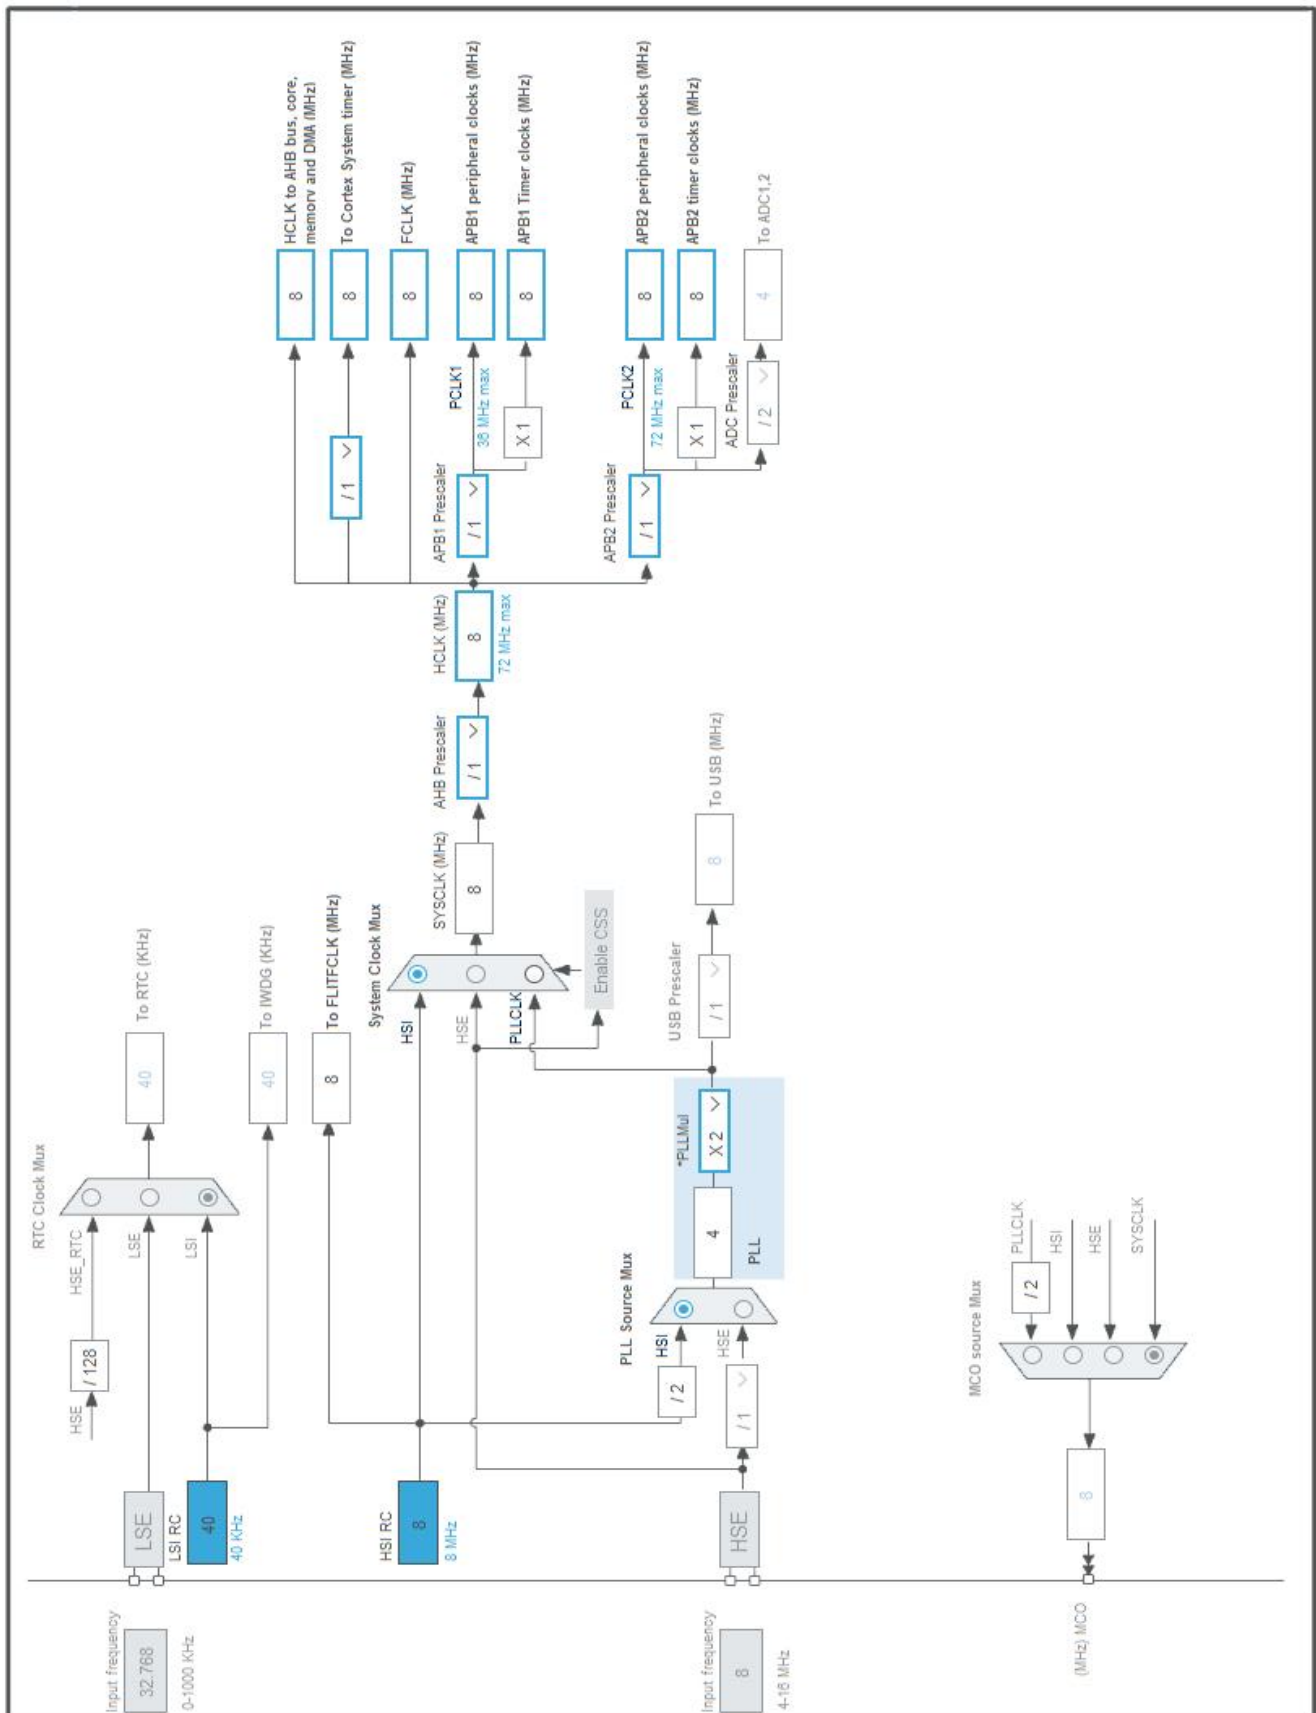 RTC Clock Mux
HSE
/ 128
HSE_RTC
LSE
LSI
40
To RTC (KHz)
Input frequency
32.768
0-1000 KHz
LSE
LSI RC
40
40 KHz
40
To IWDG (KHz)
8
To FLITFCLK (MHz)
HSI RC
8
8 MHz
System Clock Mux
HSI
HSE
PLLCLK
Enable CSS
SYSCLK (MHz)
8
AHB Prescaler
/ 1
HCLK (MHz)
8
72 MHz max
8
HCLK to AHB bus, core,
memory and DMA (MHz)
/ 1
8
To Cortex System timer (MHz)
8
FCLK (MHz)
APB1 Prescaler
/ 1
PCLK1
36 MHz max
8
APB1 peripheral clocks (MHz)
X 1
8
APB1 Timer clocks (MHz)
APB2 Prescaler
/ 1
PCLK2
72 MHz max
8
APB2 peripheral clocks (MHz)
X 1
8
APB2 timer clocks (MHz)
ADC Prescaler
/ 2
4
To ADC1,2
PLL Source Mux
HSI
/ 2
HSE
/ 1
4
*PLLMul
X 2
PLL
USB Prescaler
/ 1
8
To USB (MHz)
Input frequency
8
4-16 MHz
HSE
MCO source Mux
PLLCLK
/ 2
HSI
HSE
SYSCLK
8
(MHz) MCO